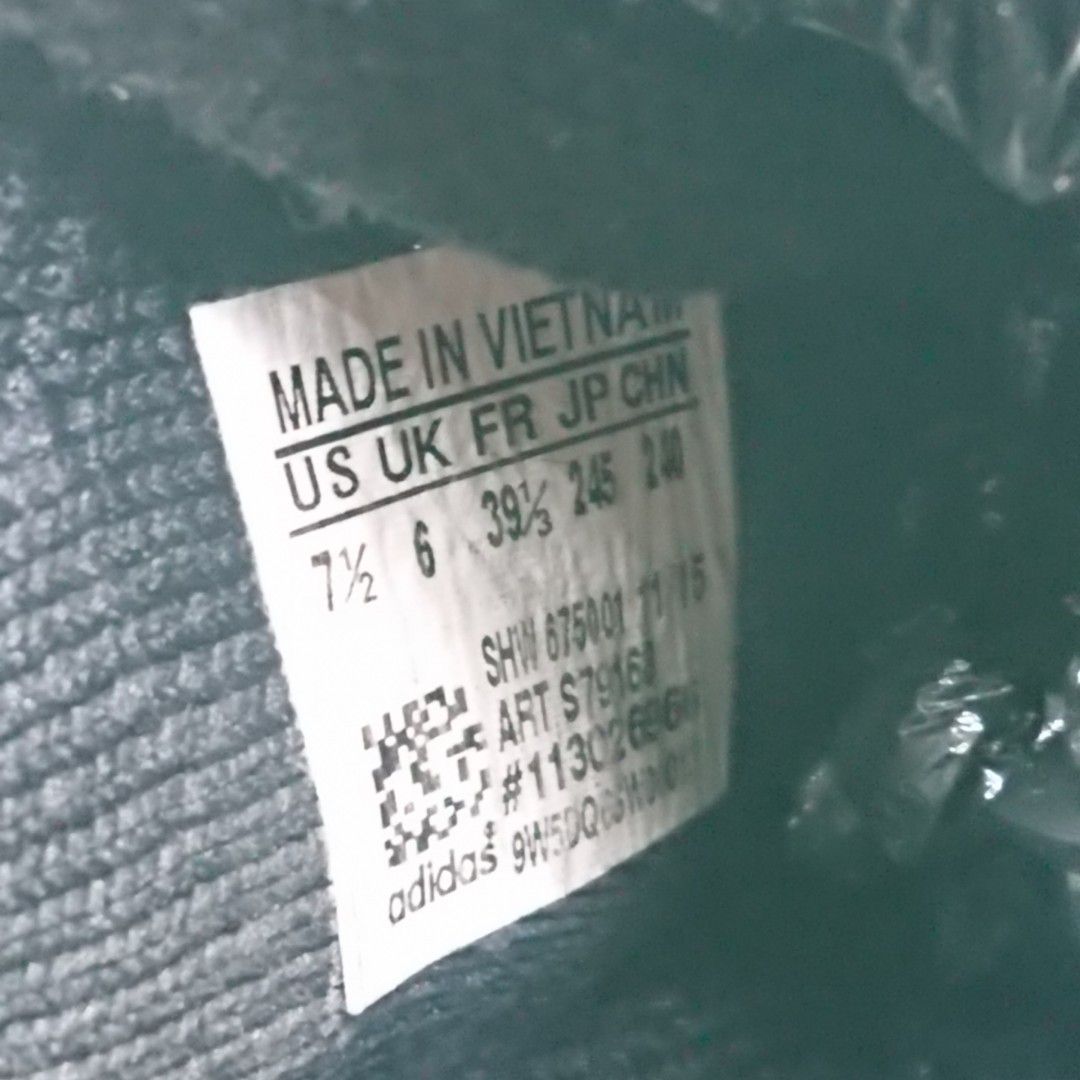 MADE IN VIETNAM
US UK FR JP CHN
7½ 6 39⅓ 245 240
SHW 675001 11 15
ART S79168
adidas